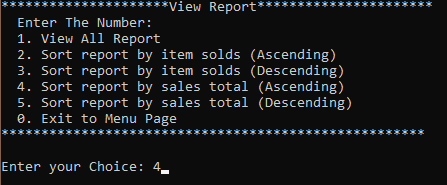 *********************View Report**********************
Enter The Number:
1. View All Report
2. Sort report by item solds (Ascending)
3. Sort report by item solds (Descending)
4. Sort report by sales total (Ascending)
5. Sort report by sales total (Descending)
0. Exit to Menu Page
*****************************************************
Enter your Choice: 4